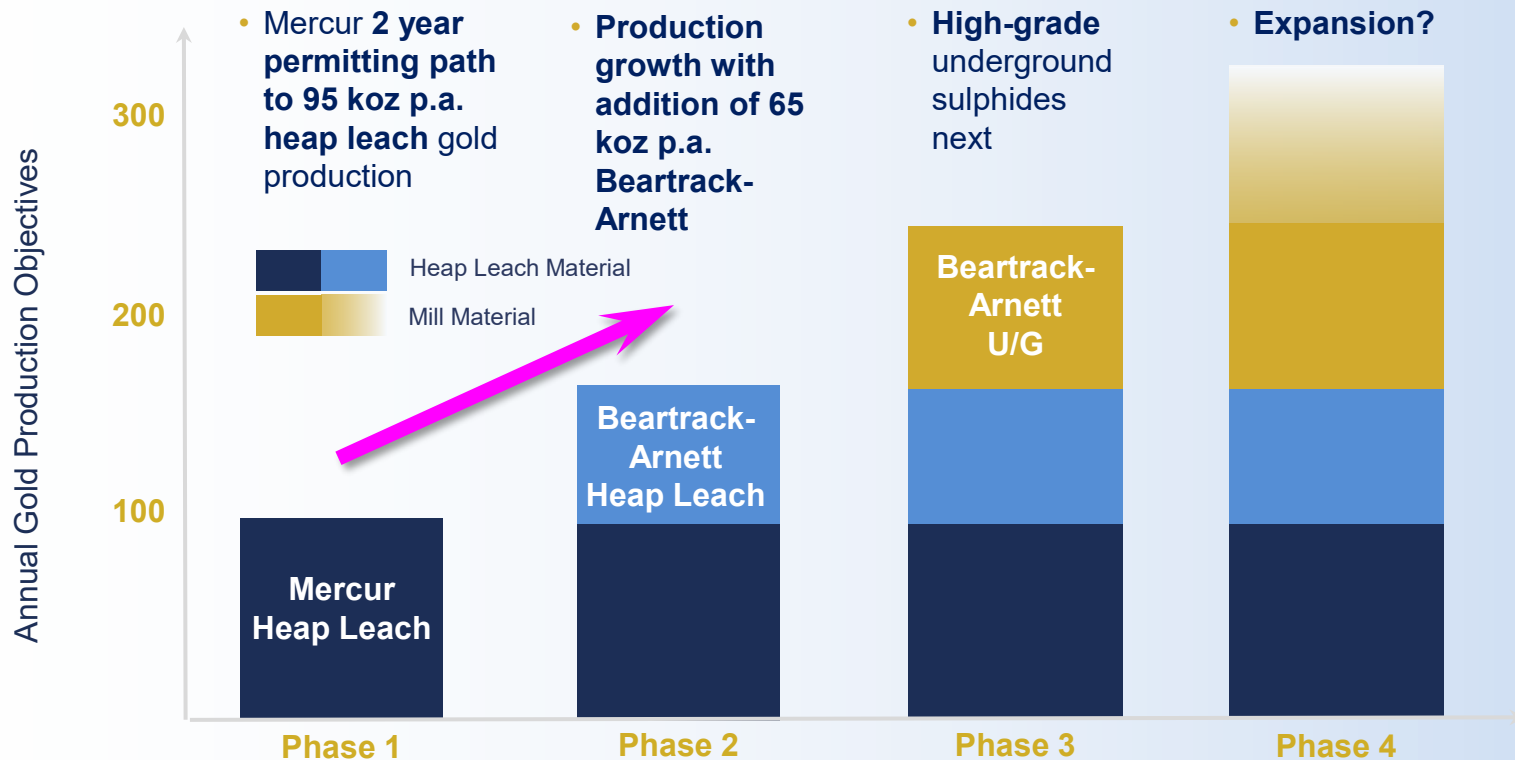 • Mercur 2 year
permitting path
to 95 koz p.a.
heap leach gold
production
• Production
growth with
addition of 65
koz p.a.
Beartrack-
Arnett
• High-grade
underground
sulphides
next
• Expansion?
Annual Gold Production Objectives
300
200
100
Heap Leach Material
Mill Material
Mercur
Heap Leach
Beartrack-
Arnett
Heap Leach
Beartrack-
Arnett
U/G
Phase 1
Phase 2
Phase 3
Phase 4